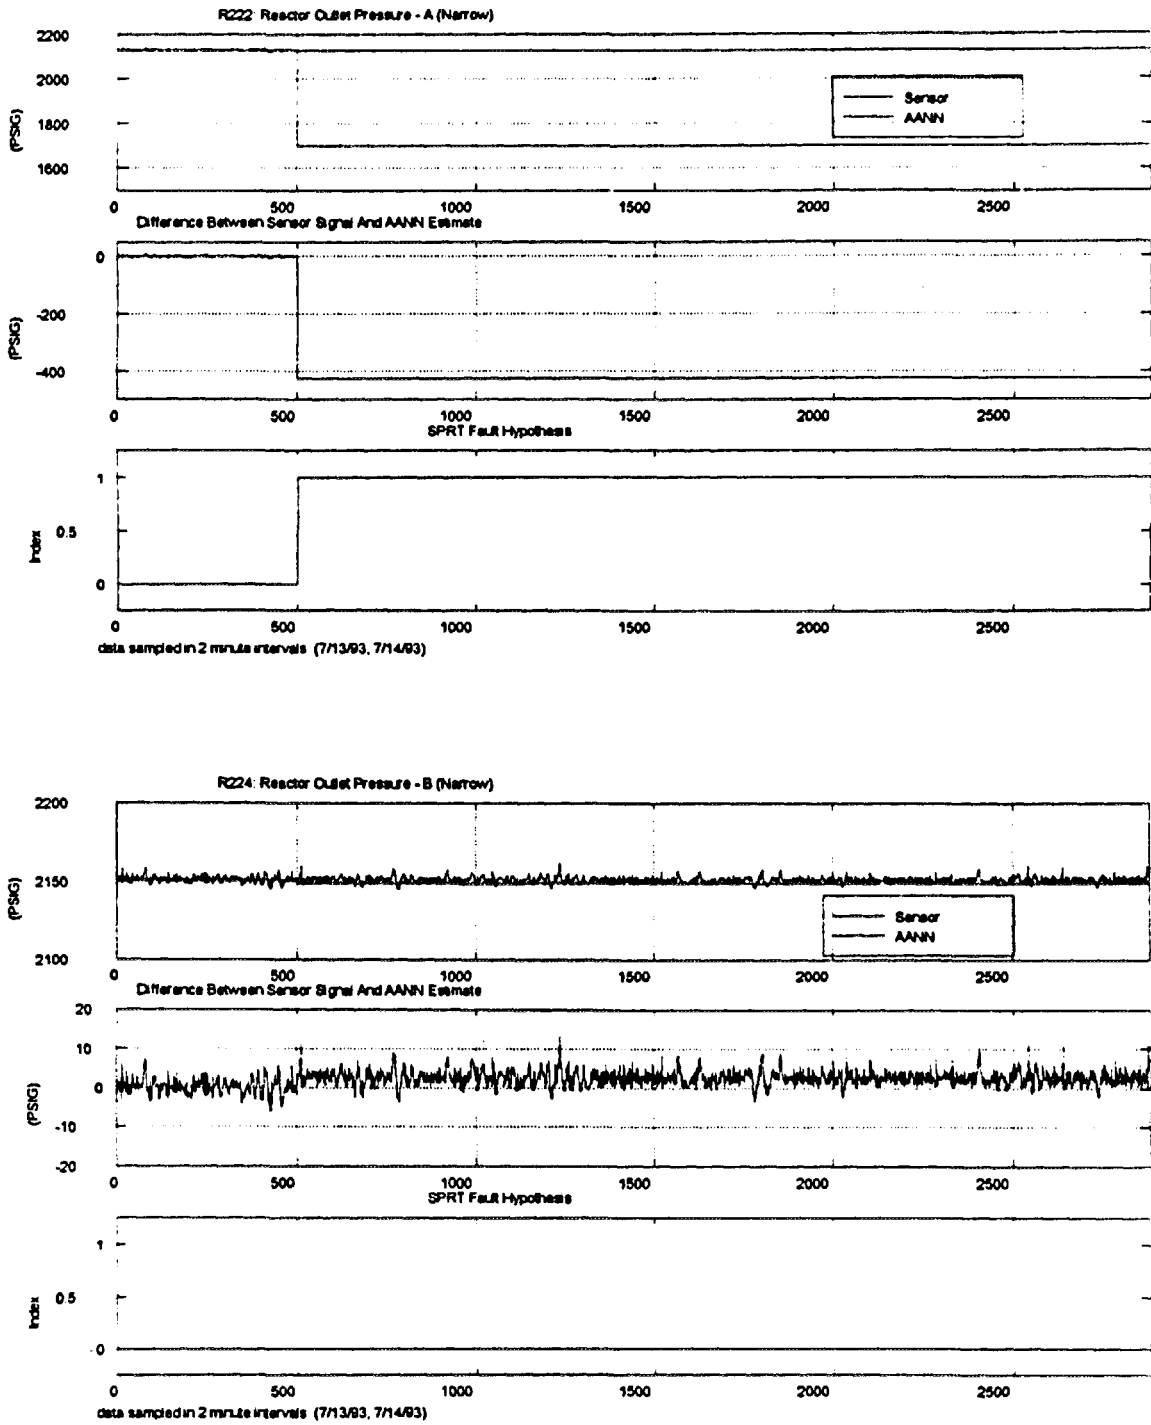 R222: Reactor Outlet Pressure - A (Narrow)
2200
2000
1800
1600
(PSIG)
Sensor
AANN
0 500 1000 1500 2000 2500
Difference Between Sensor Signal And AANN Estimate
0
-200
-400
(PSIG)
0 500 1000 1500 2000 2500
SPRT Fault Hypothesis
1
0.5
0
Index
0 500 1000 1500 2000 2500
data sampled in 2 minute intervals (7/13/93, 7/14/93)
R224: Reactor Outlet Pressure - B (Narrow)
2200
2150
2100
(PSIG)
Sensor
AANN
0 500 1000 1500 2000 2500
Difference Between Sensor Signal And AANN Estimate
20
10
0
-10
-20
(PSIG)
0 500 1000 1500 2000 2500
SPRT Fault Hypothesis
1
0.5
0
Index
0 500 1000 1500 2000 2500
data sampled in 2 minute intervals (7/13/93, 7/14/93)